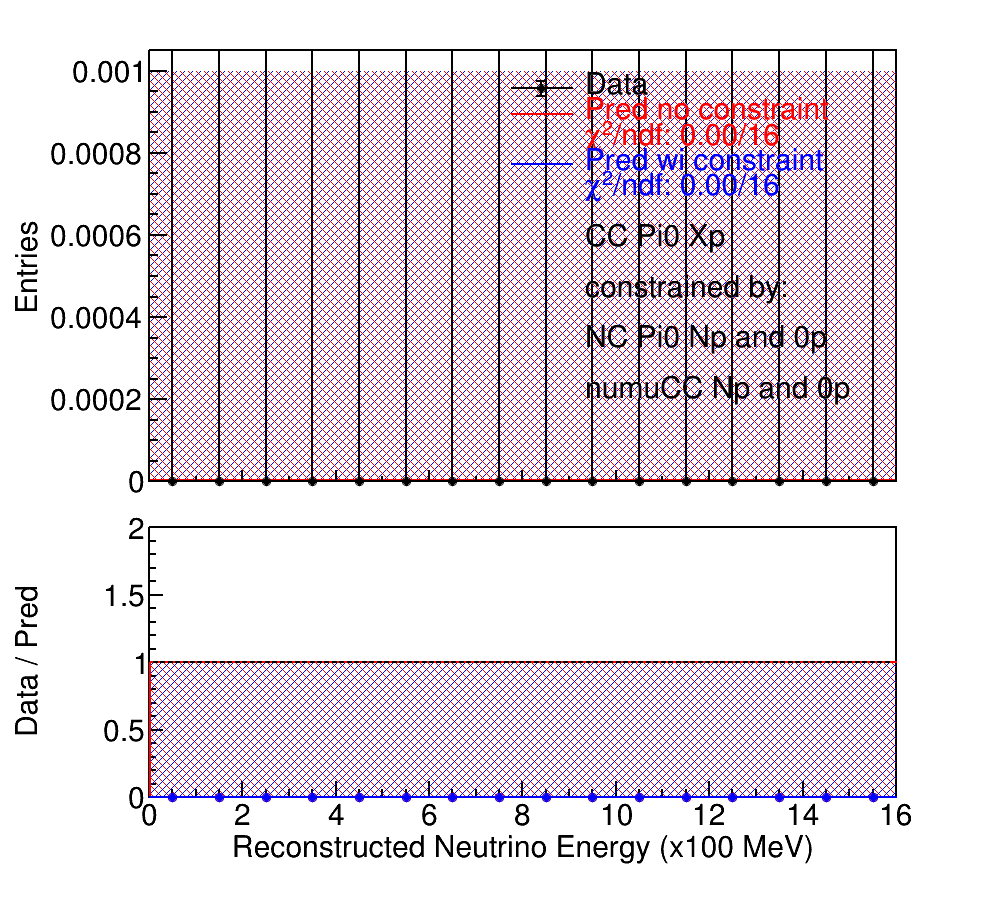 0.001
0.0008
0.0006
0.0004
0.0002
0
Entries
Data
Pred no constraint
χ²/ndf: 0.00/16
Pred wi constraint
χ²/ndf: 0.00/16
CC Pi0 Xp
constrained by:
NC Pi0 Np and 0p
numuCC Np and 0p
2
1.5
1
0.5
0
Data / Pred
0 2 4 6 8 10 12 14 16
Reconstructed Neutrino Energy (x100 MeV)